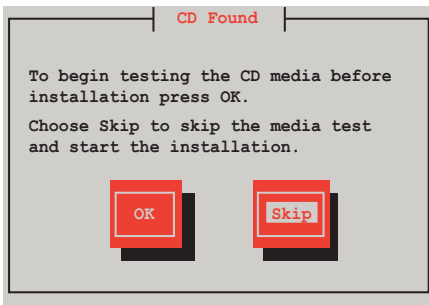 CD Found
To begin testing the CD media before
installation press OK.
Choose Skip to skip the media test
and start the installation.
OK
Skip